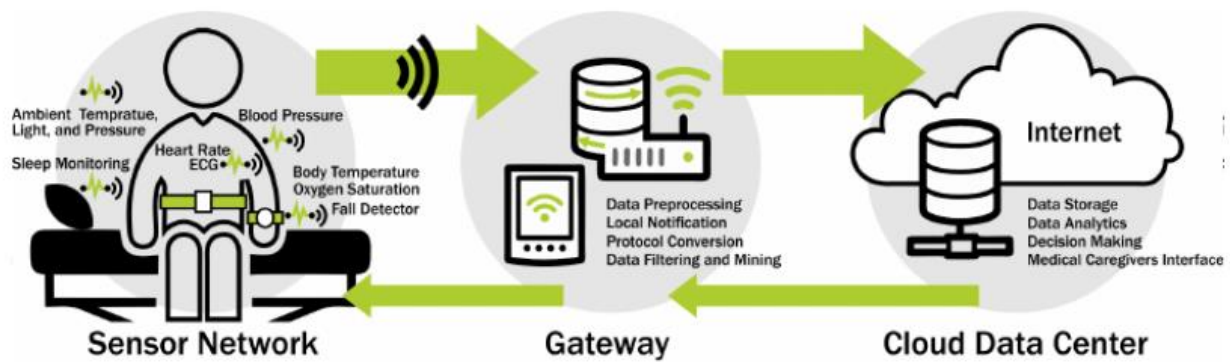 Ambient Tempratue,
Light, and Pressure
Blood Pressure
Heart Rate
ECG
Sleep Monitoring
Body Temperature
Oxygen Saturation
Fall Detector
Sensor Network
Data Preprocessing
Local Notification
Protocol Conversion
Data Filtering and Mining
Gateway
Internet
Data Storage
Data Analytics
Decision Making
Medical Caregivers Interface
Cloud Data Center